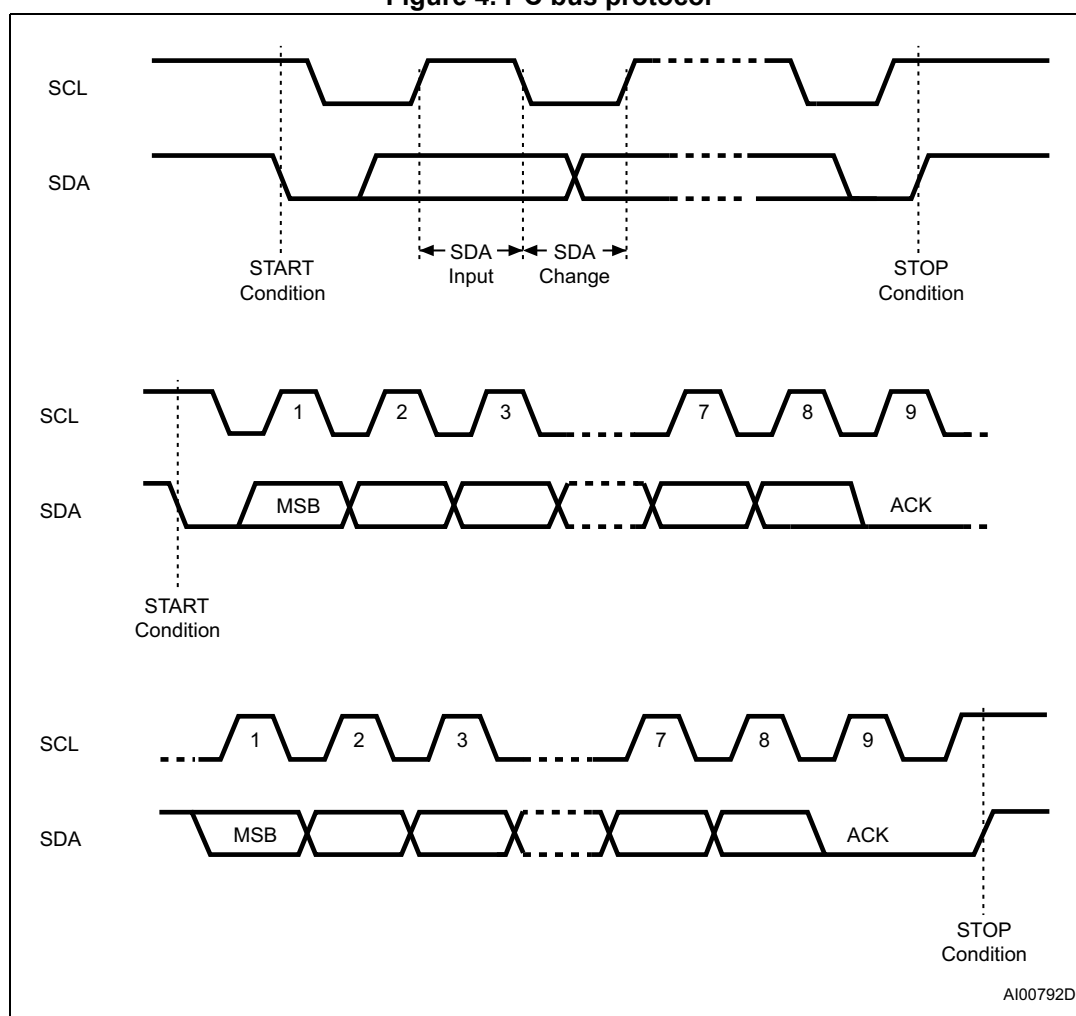 SCL
SDA
SDA Input
SDA Change
START Condition
STOP Condition
SCL
1 2 3 7 8 9
SDA
MSB ACK
START Condition
SCL
1 2 3 7 8 9
SDA
MSB ACK
STOP Condition
AI00792D